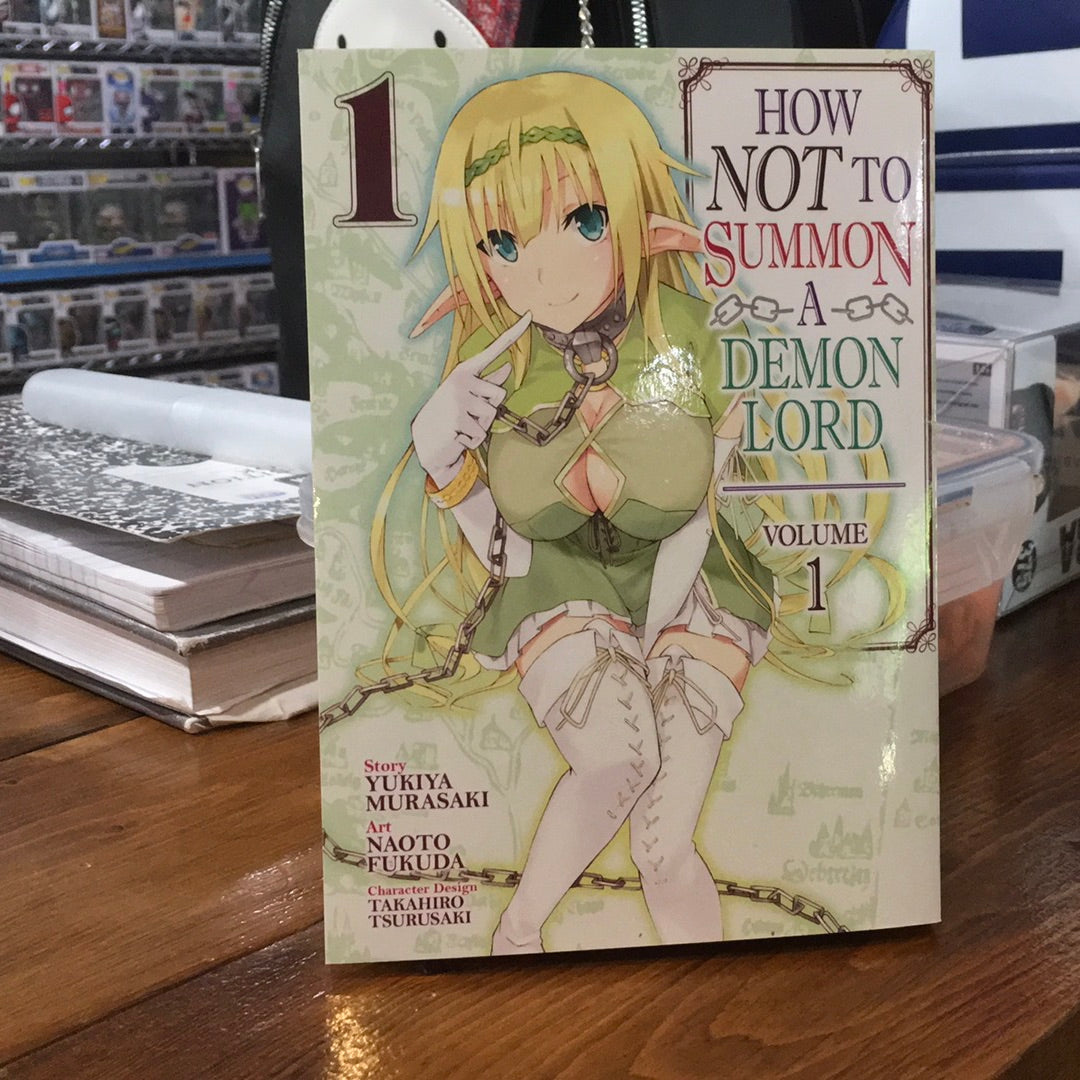 1
HOW
NOT TO
SUMMON
A
DEMON
LORD
VOLUME
1
Story
YUKIYA
MURASAKI
Art
NAOTO
FUKUDA
Character Design
TAKAHIRO
TSURUSAKI